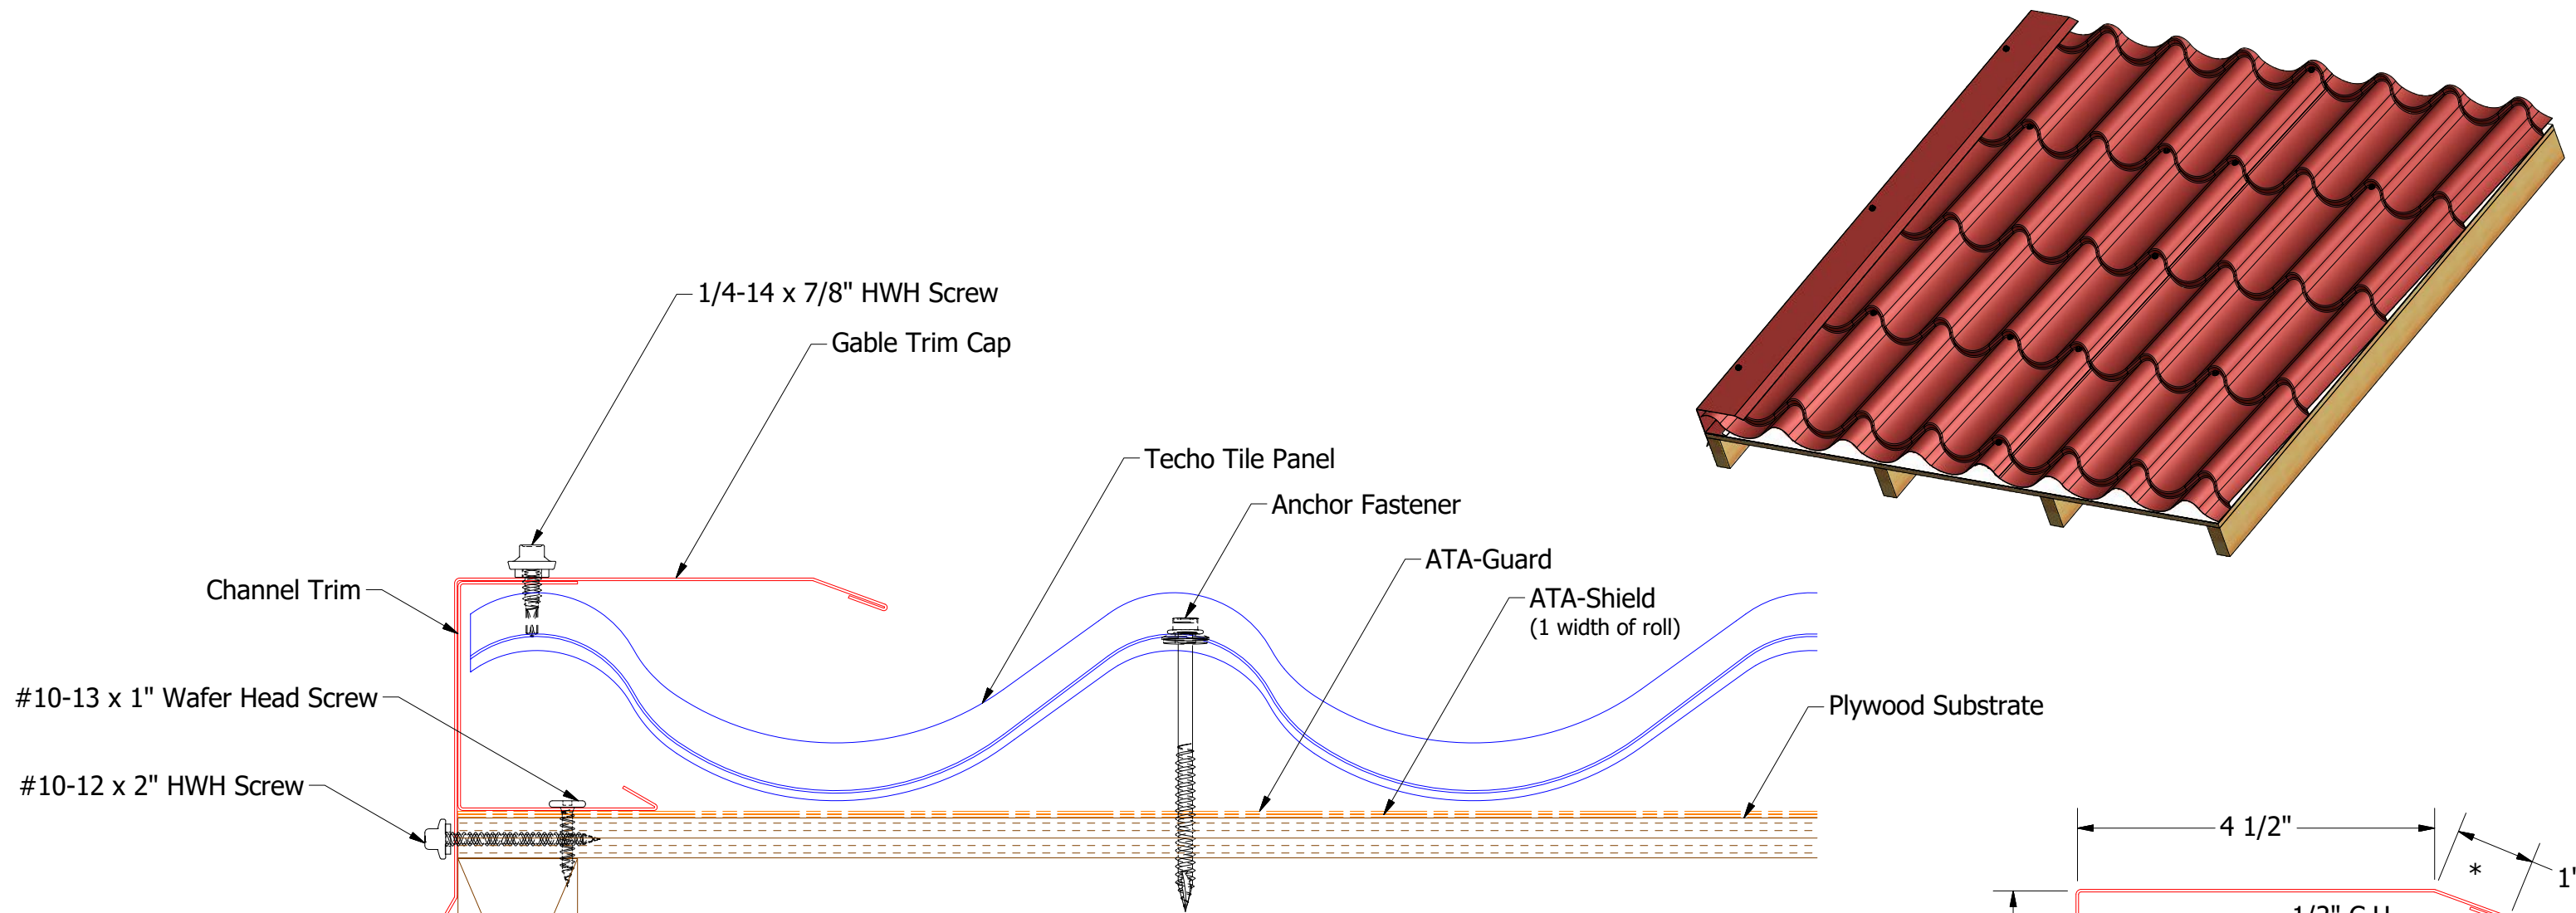 1/4-14 x 7/8" HWH Screw
Gable Trim Cap
Techo Tile Panel
Anchor Fastener
ATA-Guard
Channel Trim
ATA-Shield
(1 width of roll)
#10-13 x 1" Wafer Head Screw
Plywood Substrate
#10-12 x 2" HWH Screw
4 1/2"
*